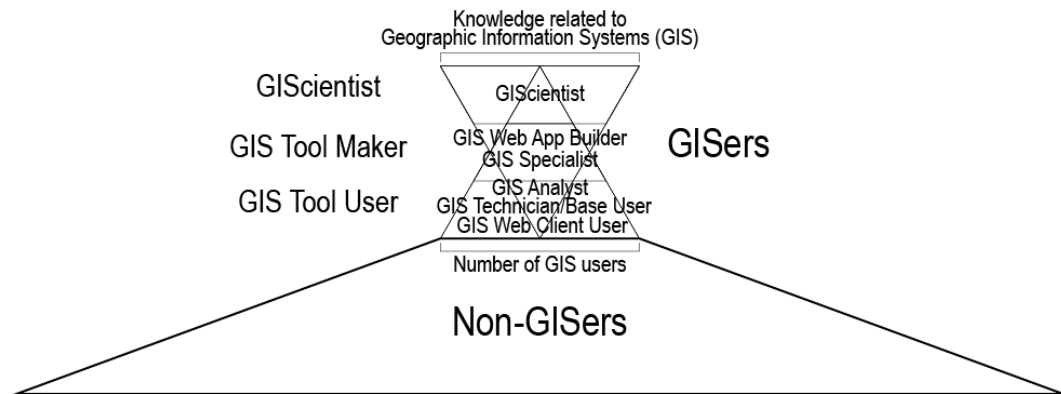 Knowledge related to
Geographic Information Systems (GIS)
GIScientist
GIScientist
GIS Tool Maker
GIS Web App Builder
GIS Specialist
GISers
GIS Tool User
GIS Analyst
GIS Technician/Base User
GIS Web Client User
Number of GIS users
Non-GISers